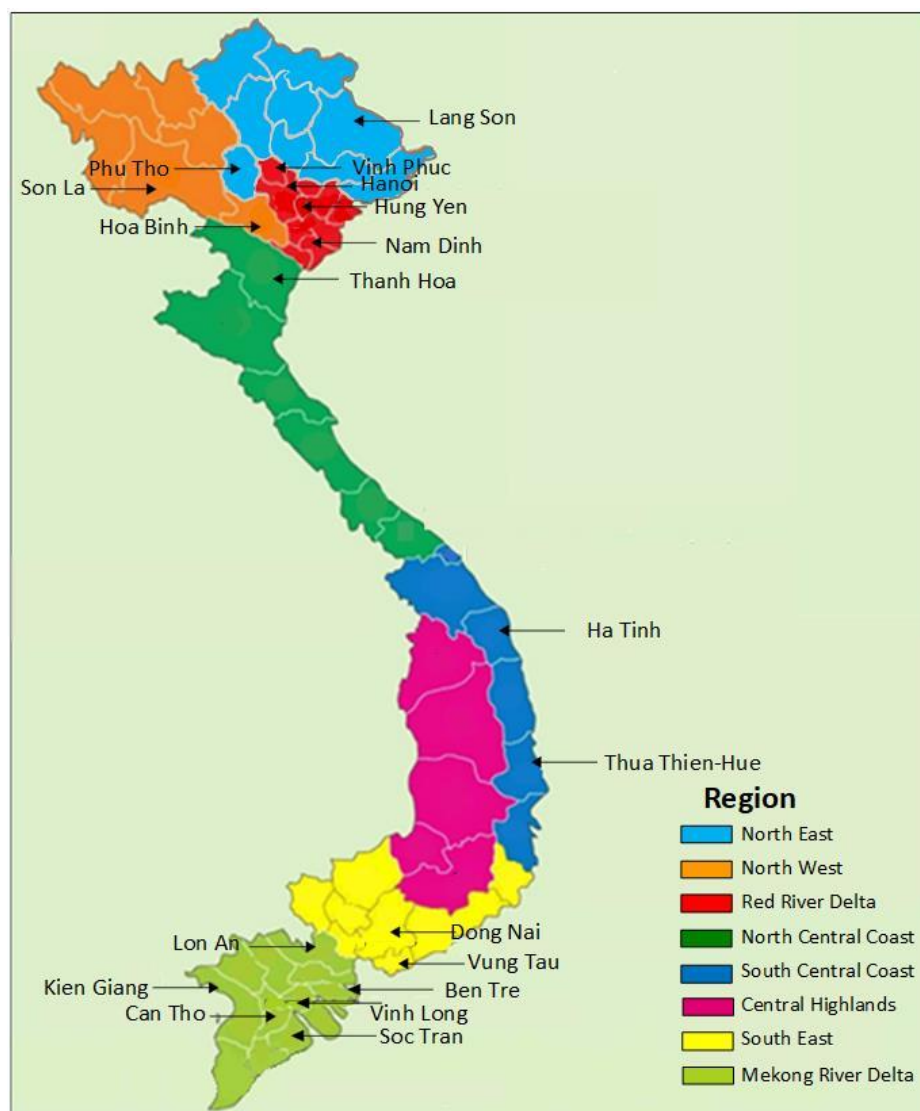 Lang Son
Phu Tho
Vinh Phuc
Son La
Hanoi
Hung Yen
Hoa Binh
Nam Dinh
Thanh Hoa
Ha Tinh
Thua Thien-Hue
Region
North East
North West
Red River Delta
North Central Coast
South Central Coast
Central Highlands
South East
Mekong River Delta
Dong Nai
Lon An
Vung Tau
Kien Giang
Ben Tre
Can Tho
Vinh Long
Soc Tran